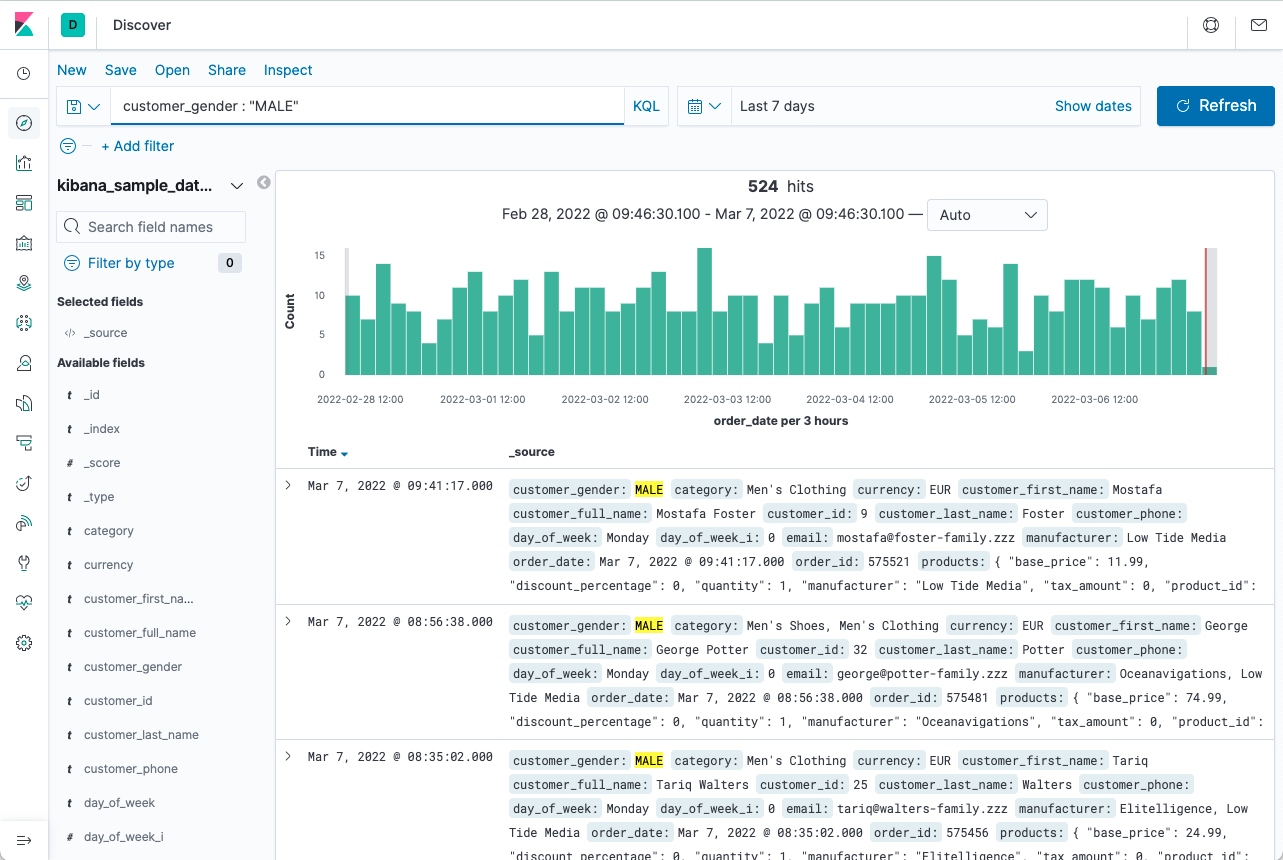 D Discover
New Save Open Share Inspect
customer_gender : "MALE" KQL Last 7 days Show dates Refresh
+ Add filter
kibana_sample_dat...
Search field names
Filter by type 0
Selected fields
_source
Available fields
t _id
t _index
# _score
t _type
t category
t currency
t customer_first_na...
t customer_full_name
t customer_gender
t customer_id
t customer_last_name
t customer_phone
t day_of_week
# day_of_week_i
524 hits
Feb 28, 2022 @ 09:46:30.100 - Mar 7, 2022 @ 09:46:30.100 — Auto
Count
15
10
5
0
2022-02-28 12:00 2022-03-01 12:00 2022-03-02 12:00 2022-03-03 12:00 2022-03-04 12:00 2022-03-05 12:00 2022-03-06 12:00
order_date per 3 hours
Time _source
Mar 7, 2022 @ 09:41:17.000 customer_gender: MALE category: Men's Clothing currency: EUR customer_first_name: Mostafa
customer_full_name: Mostafa Foster customer_id: 9 customer_last_name: Foster customer_phone:
day_of_week: Monday day_of_week_i: 0 email: mostafa@foster-family.zzz manufacturer: Low Tide Media
order_date: Mar 7, 2022 @ 09:41:17.000 order_id: 575521 products: { "base_price": 11.99,
"discount_percentage": 0, "quantity": 1, "manufacturer": "Low Tide Media", "tax_amount": 0, "product_id":
Mar 7, 2022 @ 08:56:38.000 customer_gender: MALE category: Men's Shoes, Men's Clothing currency: EUR customer_first_name: George
customer_full_name: George Potter customer_id: 32 customer_last_name: Potter customer_phone:
day_of_week: Monday day_of_week_i: 0 email: george@potter-family.zzz manufacturer: Oceanavigations, Low
Tide Media order_date: Mar 7, 2022 @ 08:56:38.000 order_id: 575481 products: { "base_price": 74.99,
"discount_percentage": 0, "quantity": 1, "manufacturer": "Oceanavigations", "tax_amount": 0, "product_id":
Mar 7, 2022 @ 08:35:02.000 customer_gender: MALE category: Men's Clothing currency: EUR customer_first_name: Tariq
customer_full_name: Tariq Walters customer_id: 25 customer_last_name: Walters customer_phone:
day_of_week: Monday day_of_week_i: 0 email: tariq@walters-family.zzz manufacturer: Elitelligence, Low
Tide Media order_date: Mar 7, 2022 @ 08:35:02.000 order_id: 575456 products: { "base_price": 24.99,
"discount_percentage": 0, "quantity": 1, "manufacturer": "Elitelligence", "tax_amount": 0, "product_id":